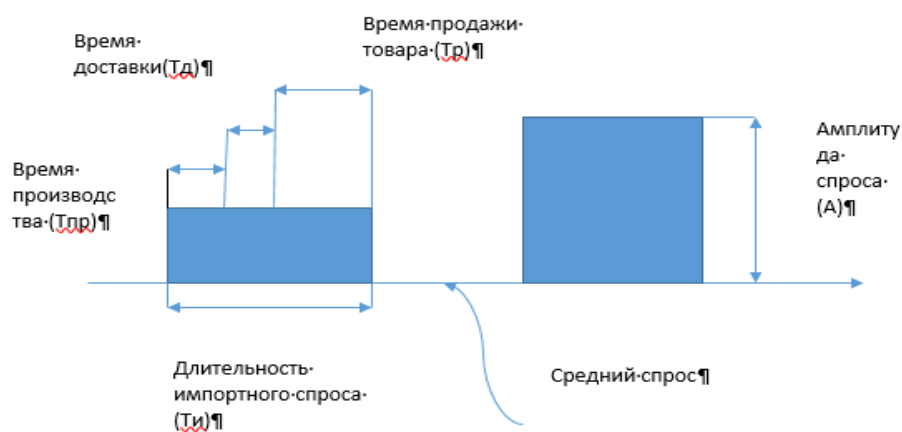 Время·
доставки(Тд)¶
Время·продажи·
товара·(Тр)¶
Время·
производс
тва·(Тпр)¶
Амплиту
да·
спроса·
(А)¶
Длительность·
импортного·спроса·
(Ти)¶
Средний·спрос¶